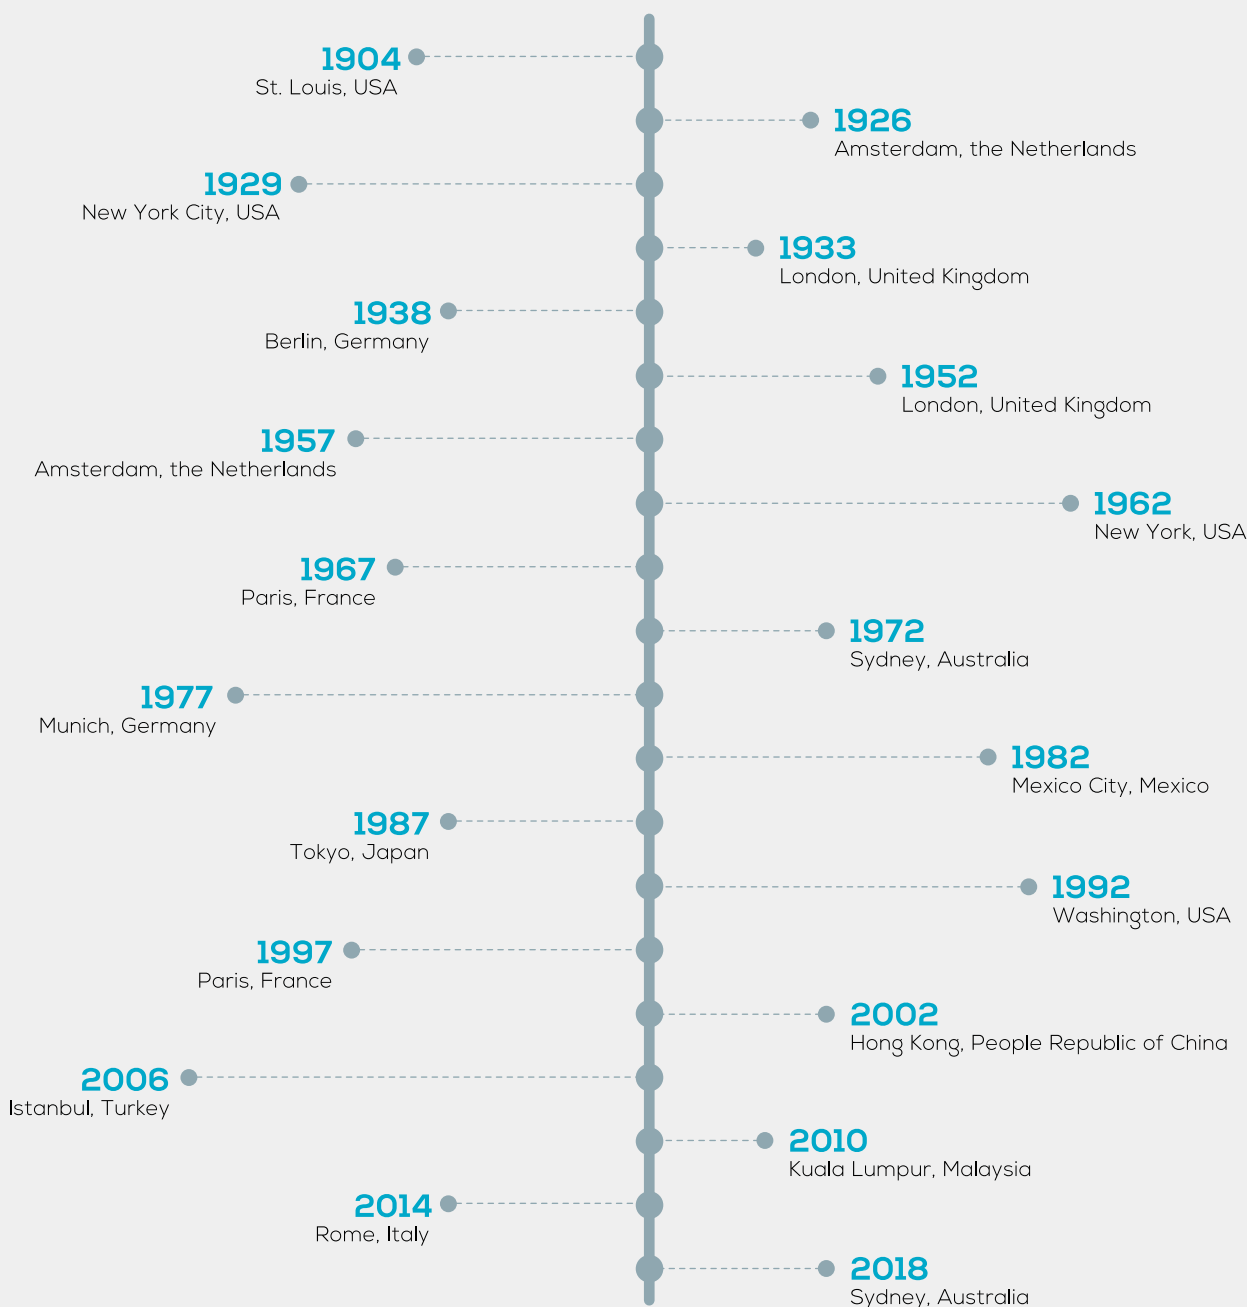 1904
St. Louis, USA
1926
Amsterdam, the Netherlands
1929
New York City, USA
1933
London, United Kingdom
1938
Berlin, Germany
1952
London, United Kingdom
1957
Amsterdam, the Netherlands
1962
New York, USA
1967
Paris, France
1972
Sydney, Australia
1977
Munich, Germany
1982
Mexico City, Mexico
1987
Tokyo, Japan
1992
Washington, USA
1997
Paris, France
2002
Hong Kong, People Republic of China
2006
Istanbul, Turkey
2010
Kuala Lumpur, Malaysia
2014
Rome, Italy
2018
Sydney, Australia